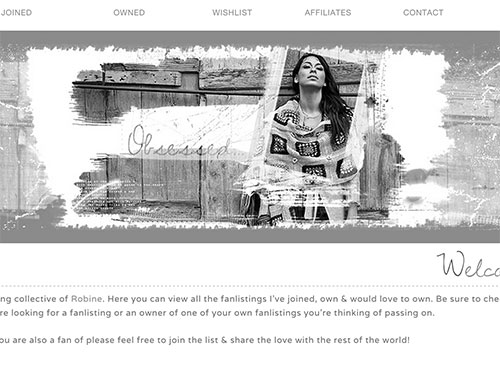 JOINED OWNED WISHLIST AFFILIATES CONTACT
Obsessed
Welco
ng collective of Robine. Here you can view all the fanlistings I've joined, own & would love to own. Be sure to che
re looking for a fanlisting or an owner of one of your own fanlistings you're thinking of passing on.
ou are also a fan of please feel free to join the list & share the love with the rest of the world!